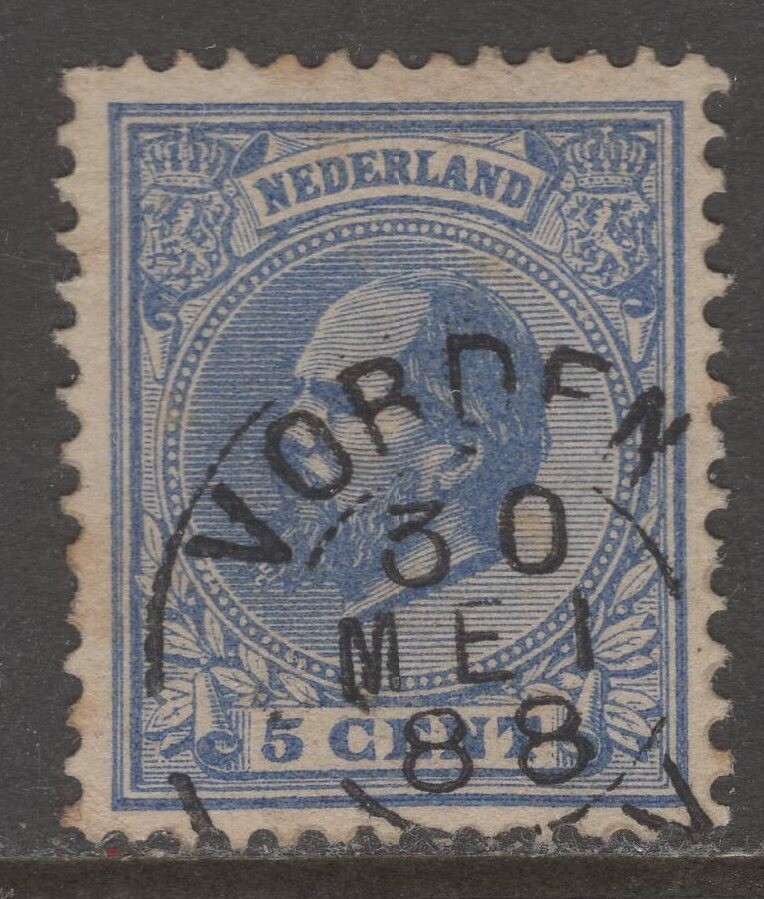 NEDERLAND
VORDEN
30
MEI
88
5 CENT